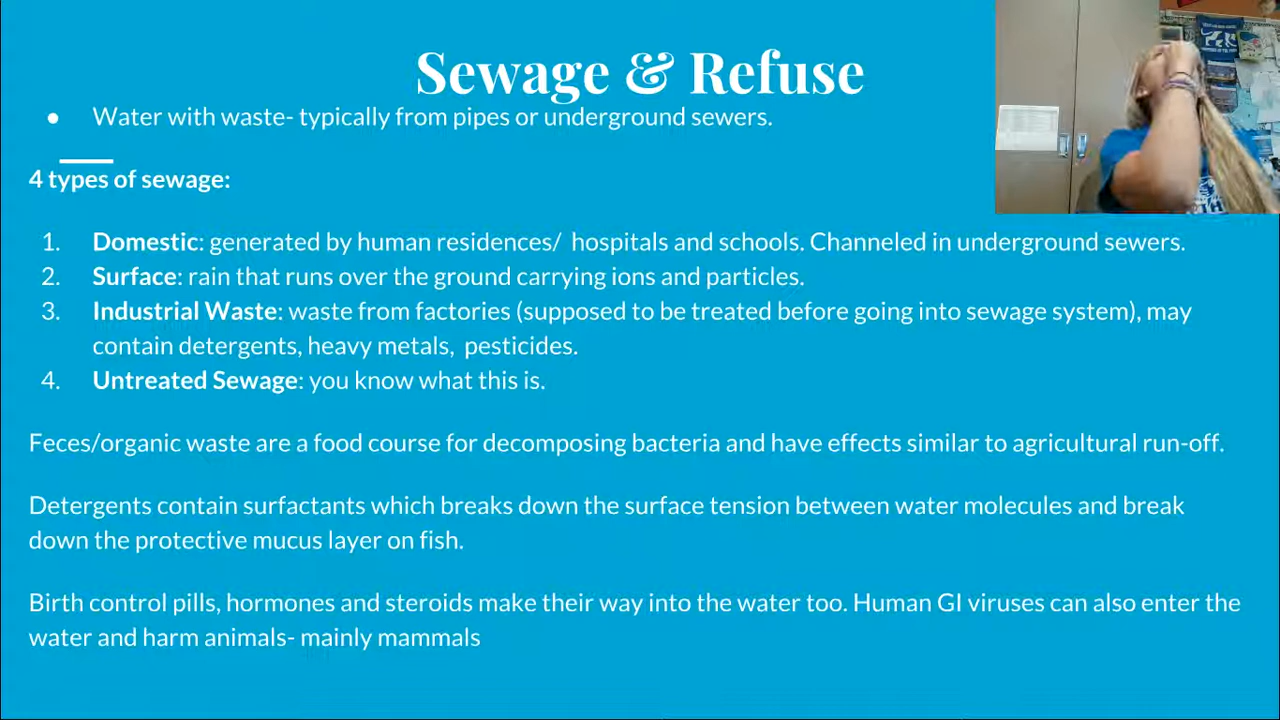 Sewage & Refuse
● Water with waste- typically from pipes or underground sewers.
4 types of sewage:
1. Domestic: generated by human residences/ hospitals and schools. Channeled in underground sewers.
2. Surface: rain that runs over the ground carrying ions and particles.
3. Industrial Waste: waste from factories (supposed to be treated before going into sewage system), may
contain detergents, heavy metals, pesticides.
4. Untreated Sewage: you know what this is.
Feces/organic waste are a food course for decomposing bacteria and have effects similar to agricultural run-off.
Detergents contain surfactants which breaks down the surface tension between water molecules and break
down the protective mucus layer on fish.
Birth control pills, hormones and steroids make their way into the water too. Human GI viruses can also enter the
water and harm animals- mainly mammals